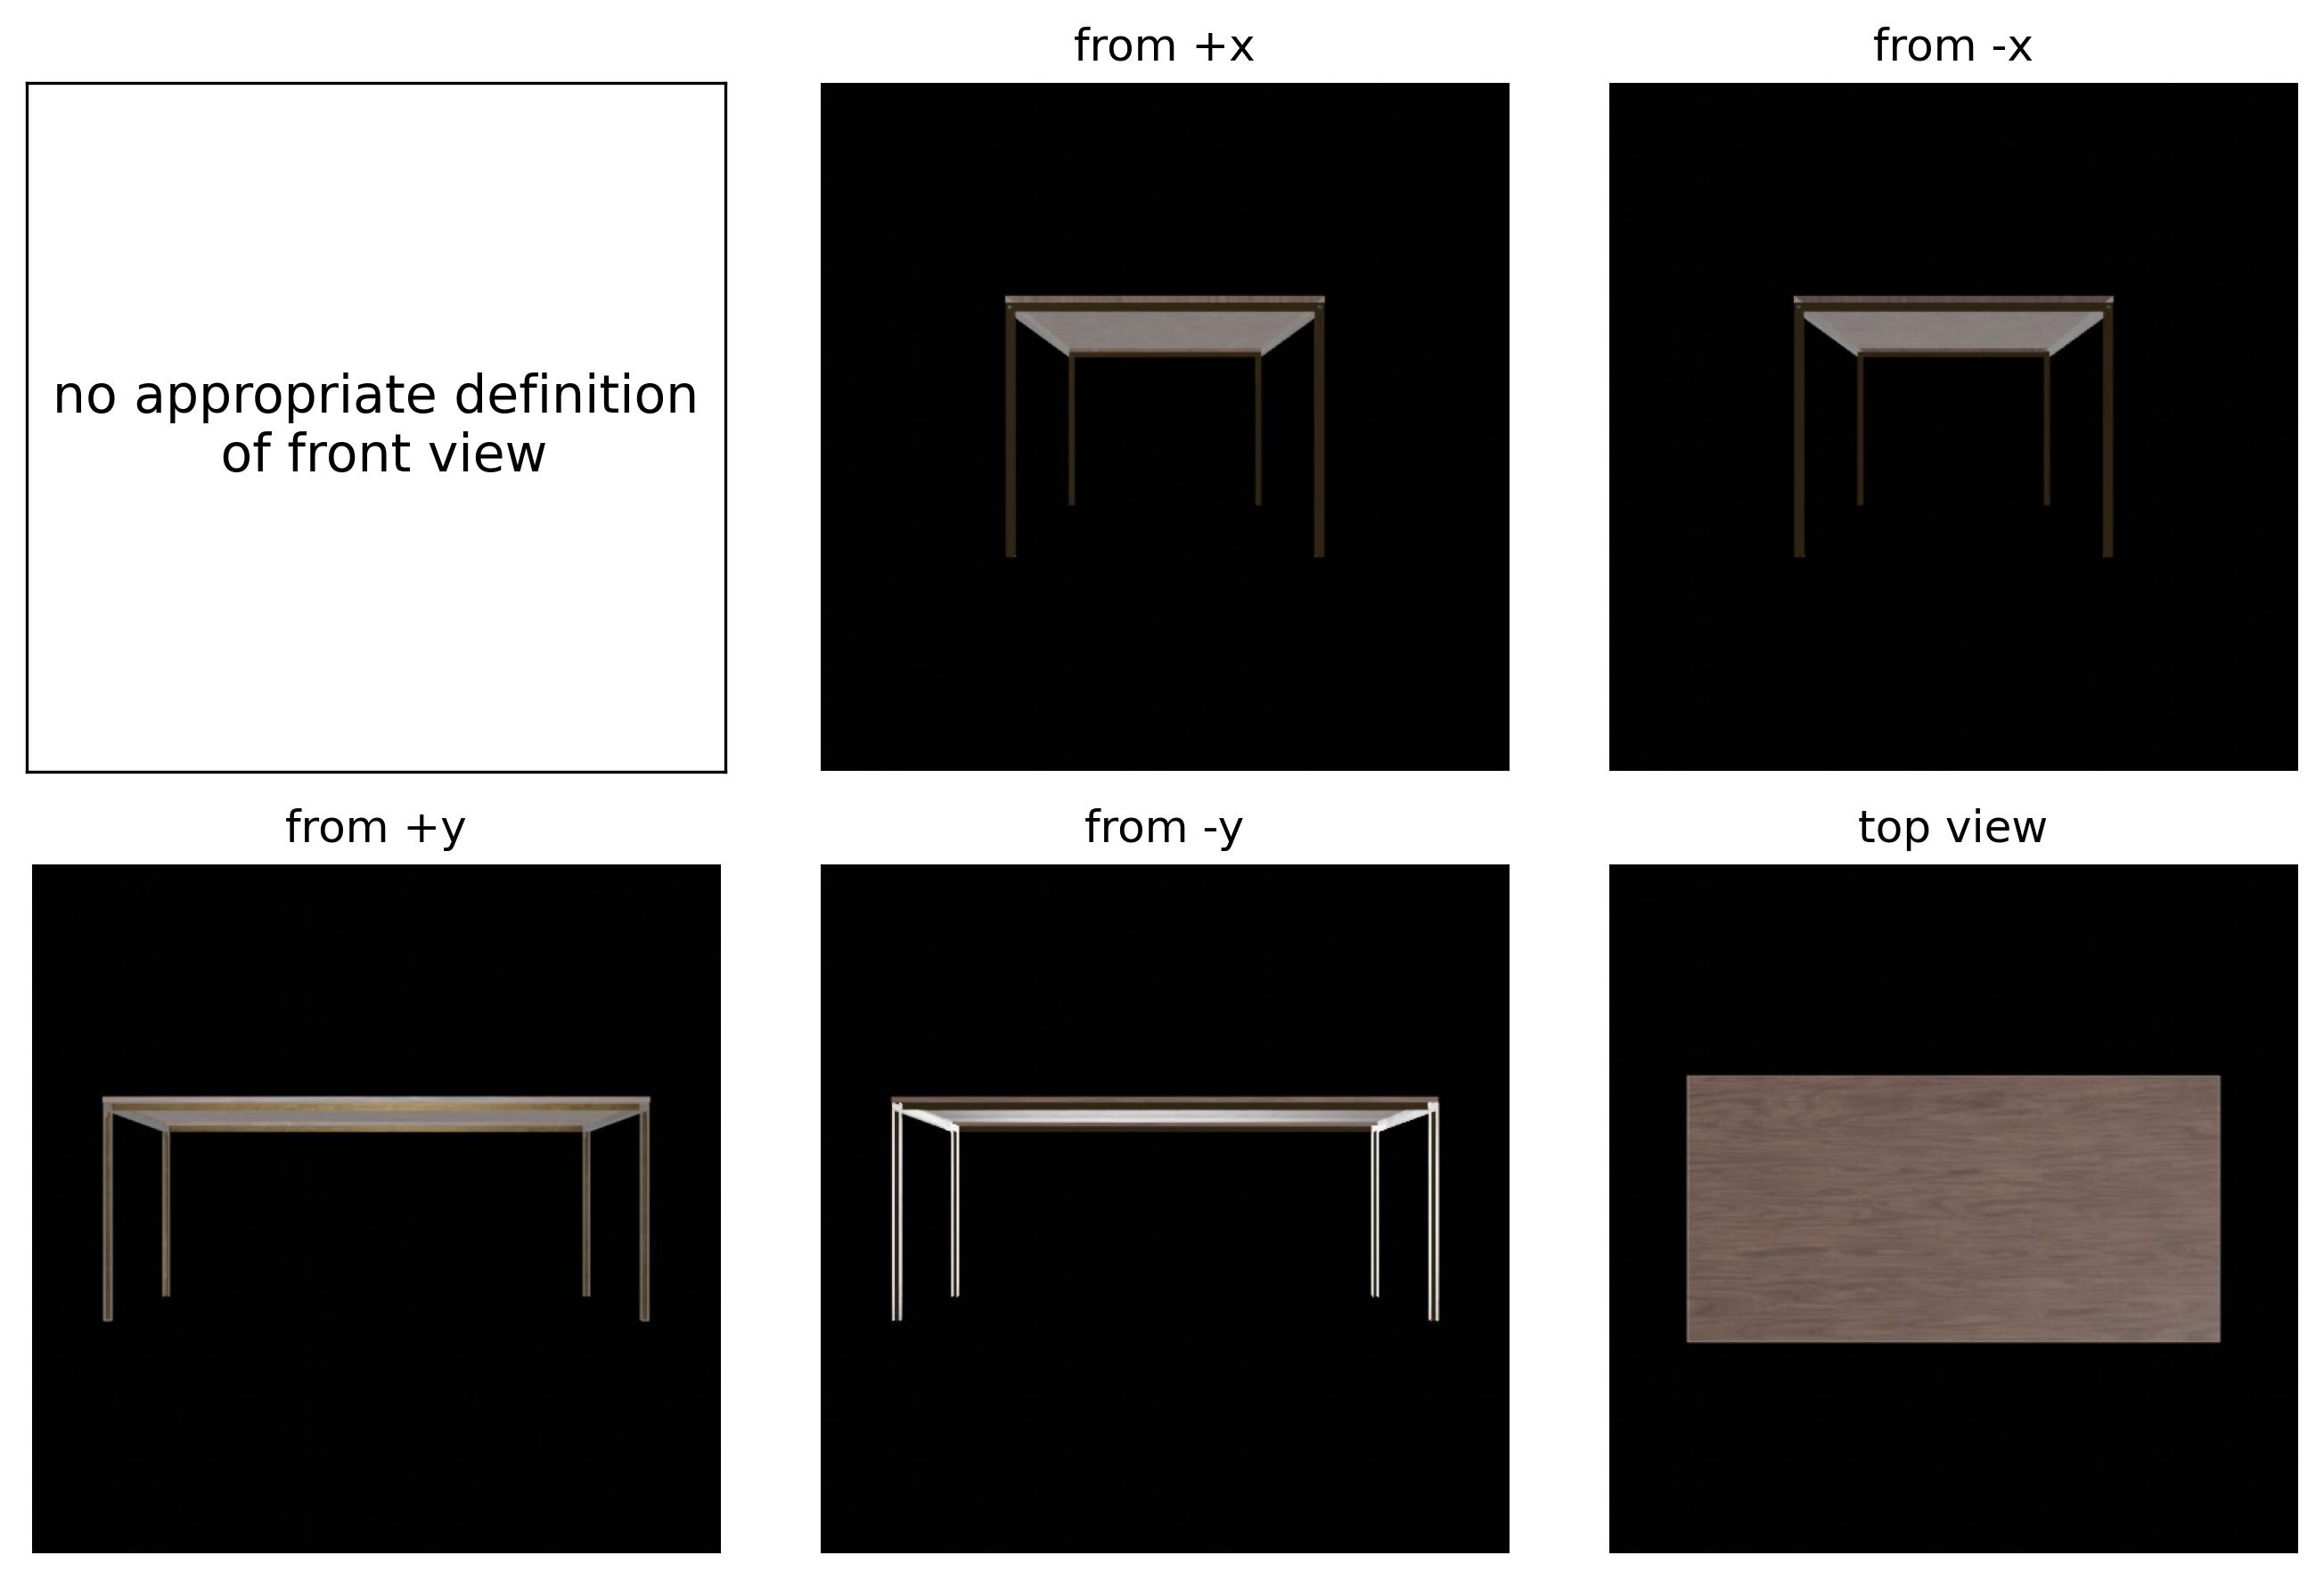 from +x
from -x
no appropriate definition
of front view
from +y
from -y
top view